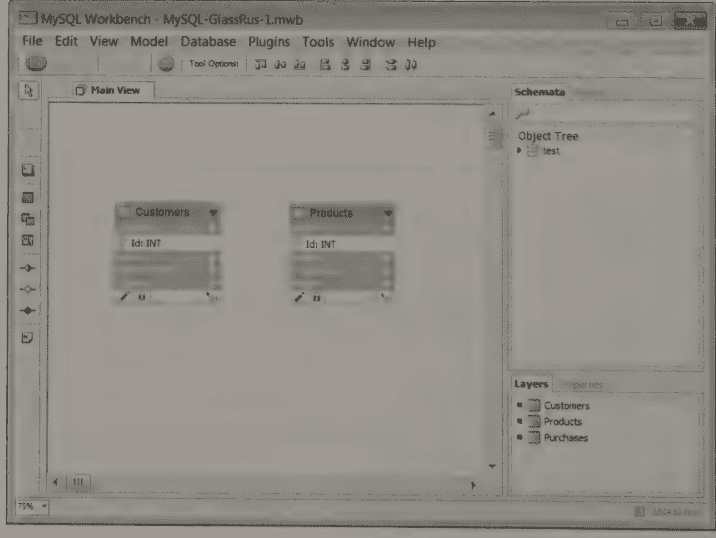 MySQL Workbench - MySQL-GlassRus-1.mwb
File Edit View Model Database Plugins Tools Window Help
Tool Options:
Main View
Schemata
Object Tree
test
Customers
Id: INT
Products
Id: INT
Layers Properties
Customers
Products
Purchases
75%